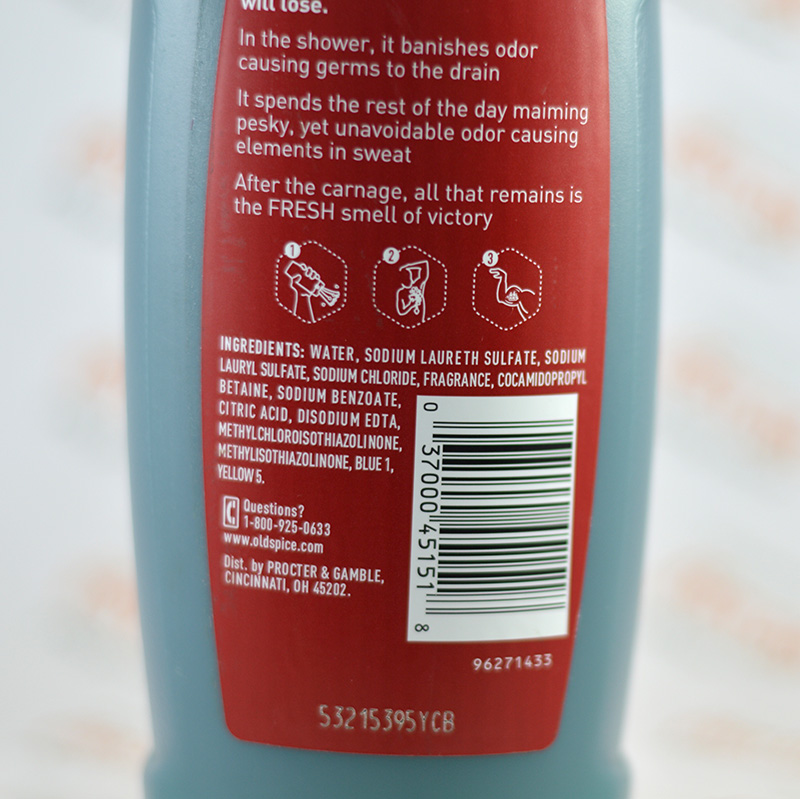 will lose.
In the shower, it banishes odor
causing germs to the drain
It spends the rest of the day maiming
pesky, yet unavoidable odor causing
elements in sweat
After the carnage, all that remains is
the FRESH smell of victory
1 2 3
INGREDIENTS: WATER, SODIUM LAURETH SULFATE, SODIUM
LAURYL SULFATE, SODIUM CHLORIDE, FRAGRANCE, COCAMIDOPROPYL
BETAINE, SODIUM BENZOATE,
CITRIC ACID, DISODIUM EDTA,
METHYLCHLOROISOTHIAZOLINONE,
METHYLISOTHIAZOLINONE, BLUE 1,
YELLOW 5.
Questions?
1-800-925-0633
www.oldspice.com
Dist. by PROCTER & GAMBLE,
CINCINNATI, OH 45202.
0 37000 45151 8
96271433
53215395YCB